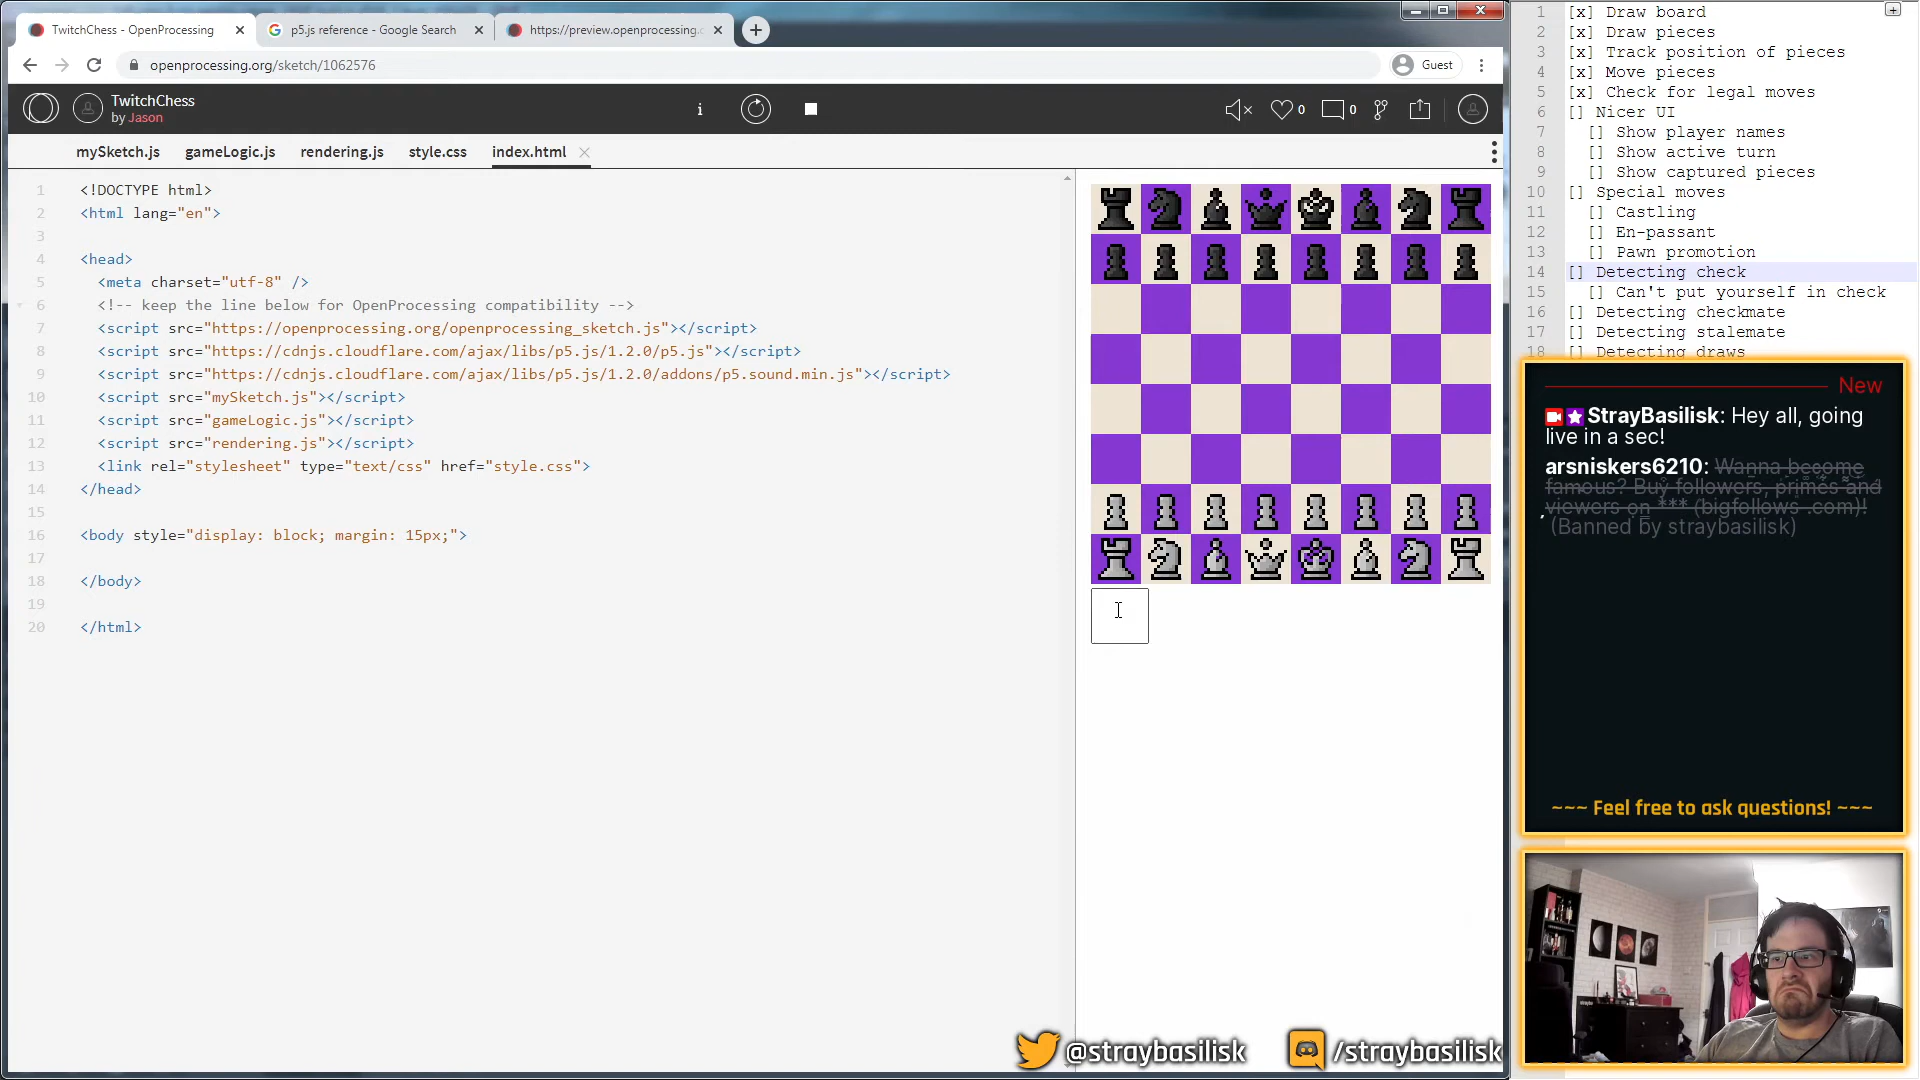 TwitchChess - OpenProcessing
p5.js reference - Google Search
https://preview.openprocessing.c
openprocessing.org/sketch/1062576
Guest
TwitchChess
by Jason
0
0
mySketch.js
gameLogic.js
rendering.js
style.css
index.html
1 <!DOCTYPE html>
2 <html lang="en">
3
4 <head>
5 <meta charset="utf-8" />
6 <!-- keep the line below for OpenProcessing compatibility -->
7 <script src="https://openprocessing.org/openprocessing_sketch.js"></script>
8 <script src="https://cdnjs.cloudflare.com/ajax/libs/p5.js/1.2.0/p5.js"></script>
9 <script src="https://cdnjs.cloudflare.com/ajax/libs/p5.js/1.2.0/addons/p5.sound.min.js"></script>
10 <script src="mySketch.js"></script>
11 <script src="gameLogic.js"></script>
12 <script src="rendering.js"></script>
13 <link rel="stylesheet" type="text/css" href="style.css">
14 </head>
15
16 <body style="display: block; margin: 15px;">
17
18 </body>
19
20 </html>
1 [x] Draw board
2 [x] Draw pieces
3 [x] Track position of pieces
4 [x] Move pieces
5 [x] Check for legal moves
6 [] Nicer UI
7 [] Show player names
8 [] Show active turn
9 [] Show captured pieces
10 [] Special moves
11 [] Castling
12 [] En-passant
13 [] Pawn promotion
14 [] Detecting check
15 [] Can't put yourself in check
16 [] Detecting checkmate
17 [] Detecting stalemate
18 [] Detecting draws
New
StrayBasilisk: Hey all, going
live in a sec!
arsniskers6210: Wanna become
famous? Buy followers, primes and
viewers on *** (bigfollows .com)!
(Banned by straybasilisk)
~~~ Feel free to ask questions! ~~~
@straybasilisk
/straybasilisk